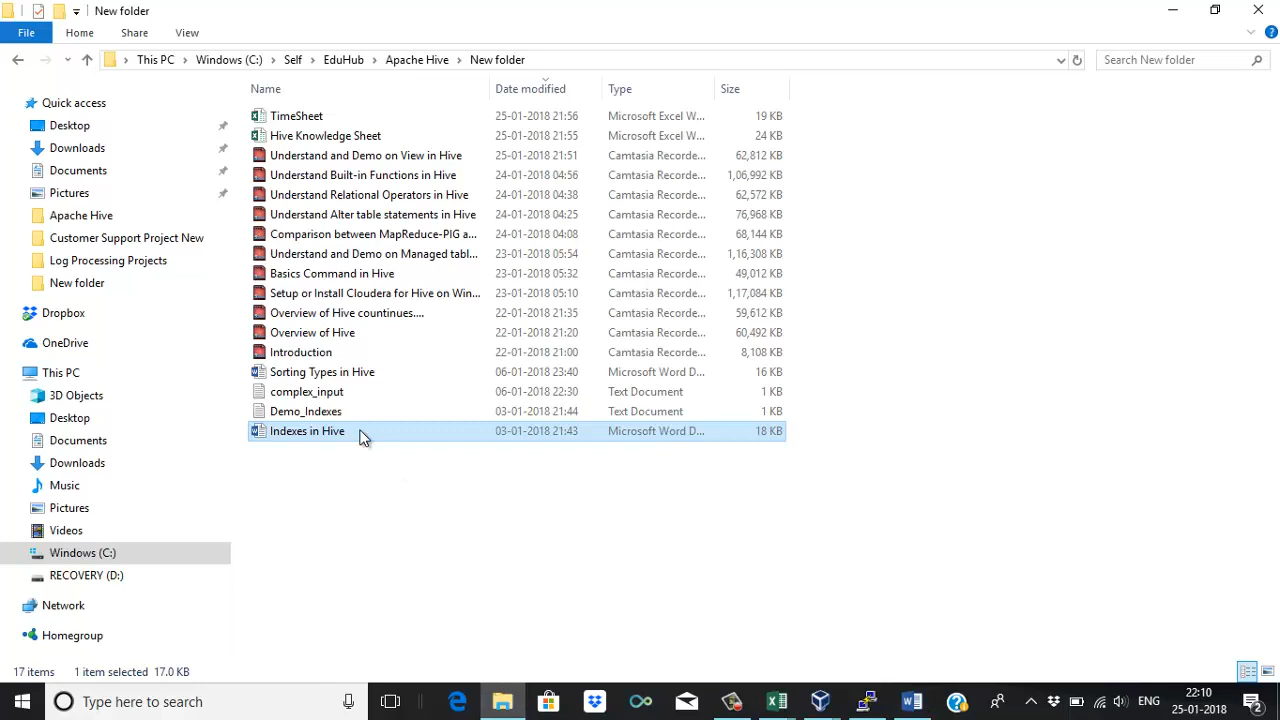 New folder
File Home Share View
This PC Windows (C:) Self EduHub Apache Hive New folder Search New folder
Name Date modified Type Size
Quick access
Desktop
Downloads
Documents
Pictures
Apache Hive
Customer Support Project New
Log Processing Projects
New folder
Dropbox
OneDrive
This PC
3D Objects
Desktop
Documents
Downloads
Music
Pictures
Videos
Windows (C:)
RECOVERY (D:)
Network
Homegroup
TimeSheet 25-01-2018 21:56 Microsoft Excel W... 19 KB
Hive Knowledge Sheet 25-01-2018 21:55 Microsoft Excel W... 24 KB
Understand and Demo on View in Hive 25-01-2018 21:51 Camtasia Recorde... 62,812 KB
Understand Built-in Functions in Hive 24-01-2018 04:56 Camtasia Recorde... 1,06,992 KB
Understand Relational Operators in Hive 24-01-2018 04:38 Camtasia Recorde... 62,572 KB
Understand Alter table statements in Hive 24-01-2018 04:25 Camtasia Recorde... 76,968 KB
Comparison between MapReduce-PIG a... 24-01-2018 04:08 Camtasia Recorde... 68,144 KB
Understand and Demo on Managed tabl... 23-01-2018 05:54 Camtasia Recorde... 1,16,308 KB
Basics Command in Hive 23-01-2018 05:32 Camtasia Recorde... 49,012 KB
Setup or Install Cloudera for Hive on Win... 23-01-2018 05:10 Camtasia Recorde... 1,17,084 KB
Overview of Hive countinues.... 22-01-2018 21:35 Camtasia Recorde... 59,612 KB
Overview of Hive 22-01-2018 21:20 Camtasia Recorde... 60,492 KB
Introduction 22-01-2018 21:00 Camtasia Recorde... 8,108 KB
Sorting Types in Hive 06-01-2018 23:40 Microsoft Word D... 16 KB
complex_input 06-01-2018 22:30 Text Document 1 KB
Demo_Indexes 03-01-2018 21:44 Text Document 1 KB
Indexes in Hive 03-01-2018 21:43 Microsoft Word D... 18 KB
17 items 1 item selected 17.0 KB
Type here to search ENG 22:10
25-01-2018 2